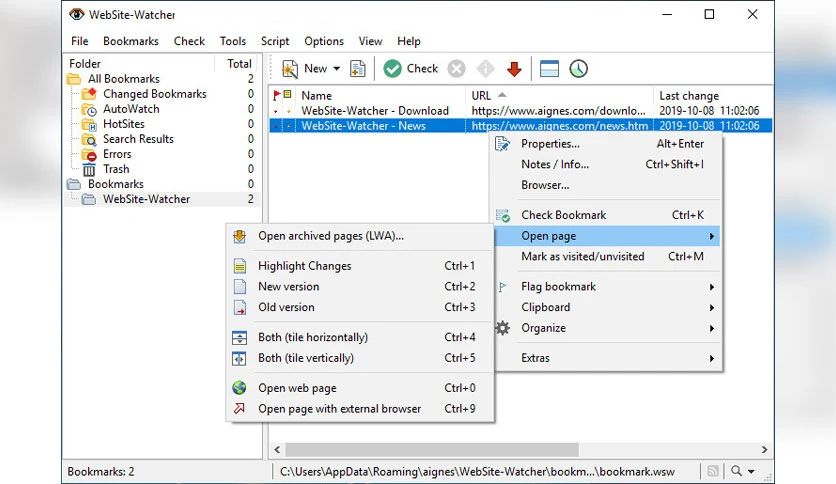 WebSite-Watcher
File Bookmarks Check Tools Script Options View Help
Folder Total
All Bookmarks 2
Changed Bookmarks 0
AutoWatch 0
HotSites 0
Search Results 0
Errors 0
Trash 0
Bookmarks 0
WebSite-Watcher 2
New Check
Name URL Last change
WebSite-Watcher - Download https://www.aignes.com/downlo... 2019-10-08 11:02:06
WebSite-Watcher - News https://www.aignes.com/news.htm 2019-10-08 11:02:06
Properties... Alt+Enter
Notes / Info... Ctrl+Shift+I
Browser...
Check Bookmark Ctrl+K
Open page
Mark as visited/unvisited Ctrl+M
Flag bookmark
Clipboard
Organize
Extras
Open archived pages (LWA)...
Highlight Changes Ctrl+1
New version Ctrl+2
Old version Ctrl+3
Both (tile horizontally) Ctrl+4
Both (tile vertically) Ctrl+5
Open web page Ctrl+0
Open page with external browser Ctrl+9
Bookmarks: 2
C:\Users\AppData\Roaming\aignes\WebSite-Watcher\bookm...\bookmark.wsw